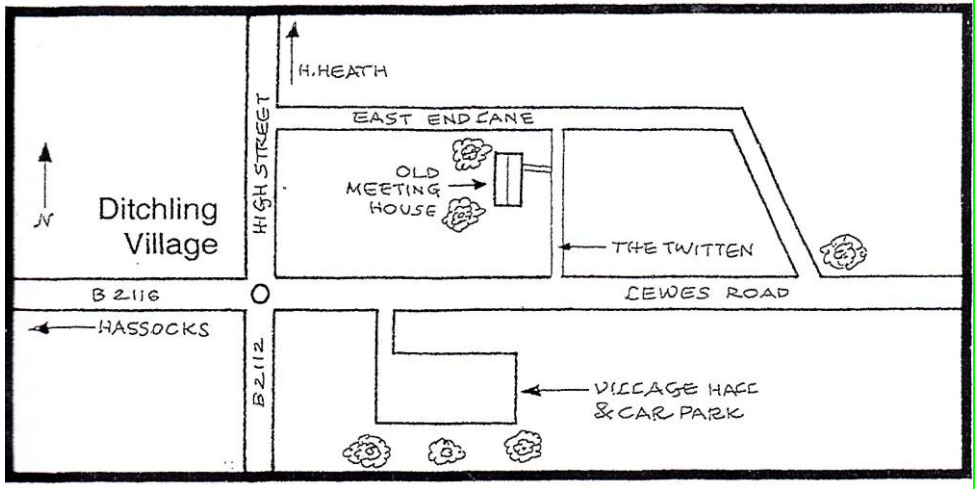 H.HEATH
EAST END LANE
HIGH STREET
OLD
MEETING
HOUSE
N
Ditchling
Village
THE TWITTEN
B 2116
LEWES ROAD
HASSOCKS
B2112
VILLAGE HALL
& CAR PARK